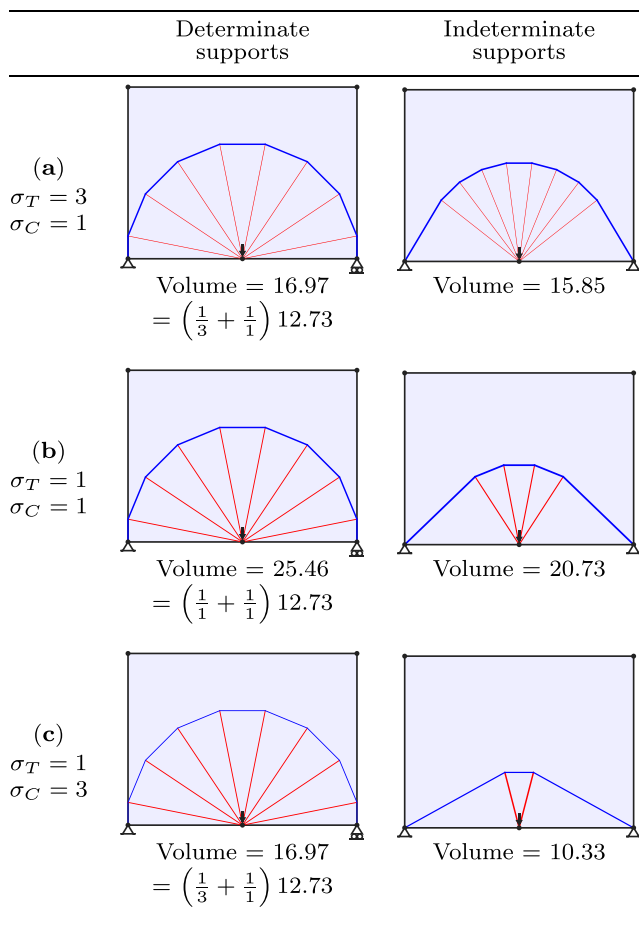 Determinate supports
Indeterminate supports
(a)
σ_T = 3
σ_C = 1
Volume = 16.97
= (1/3 + 1/1) 12.73
Volume = 15.85
(b)
σ_T = 1
σ_C = 1
Volume = 25.46
= (1/1 + 1/1) 12.73
Volume = 20.73
(c)
σ_T = 1
σ_C = 3
Volume = 16.97
= (1/3 + 1/1) 12.73
Volume = 10.33